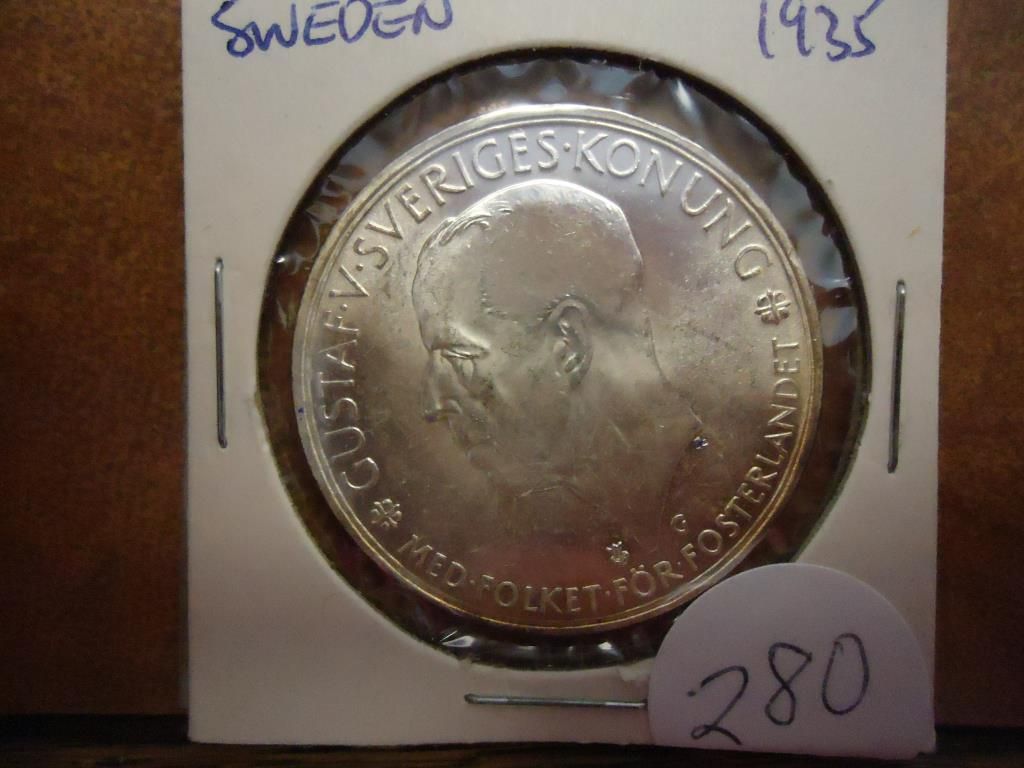 SWEDEN 1935
GUSTAF·V·SVERIGES·KONUNG
MED·FOLKET·FÖR·FOSTERLANDET
G
280